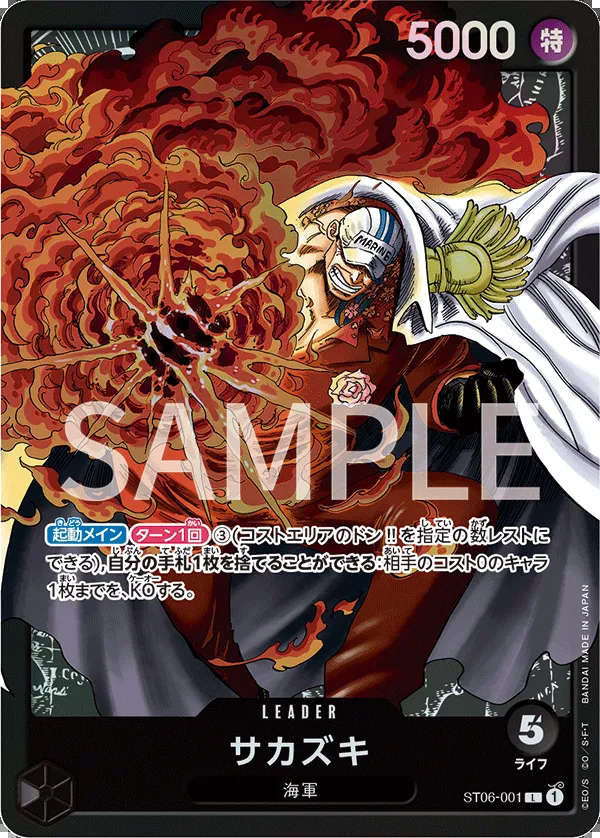 5000 特
MARINE
SAMPLE
起動メイン ターン1回 ③(コストエリアのドン!!を指定の数レストに
できる),自分の手札1枚を捨てることができる:相手のコスト0のキャラ
1枚までを、KOする。
LEADER
サカズキ
海軍
5
ライフ
ST06-001 L 1
©E/O/S ©O/S・F・T BANDAI MADE IN JAPAN